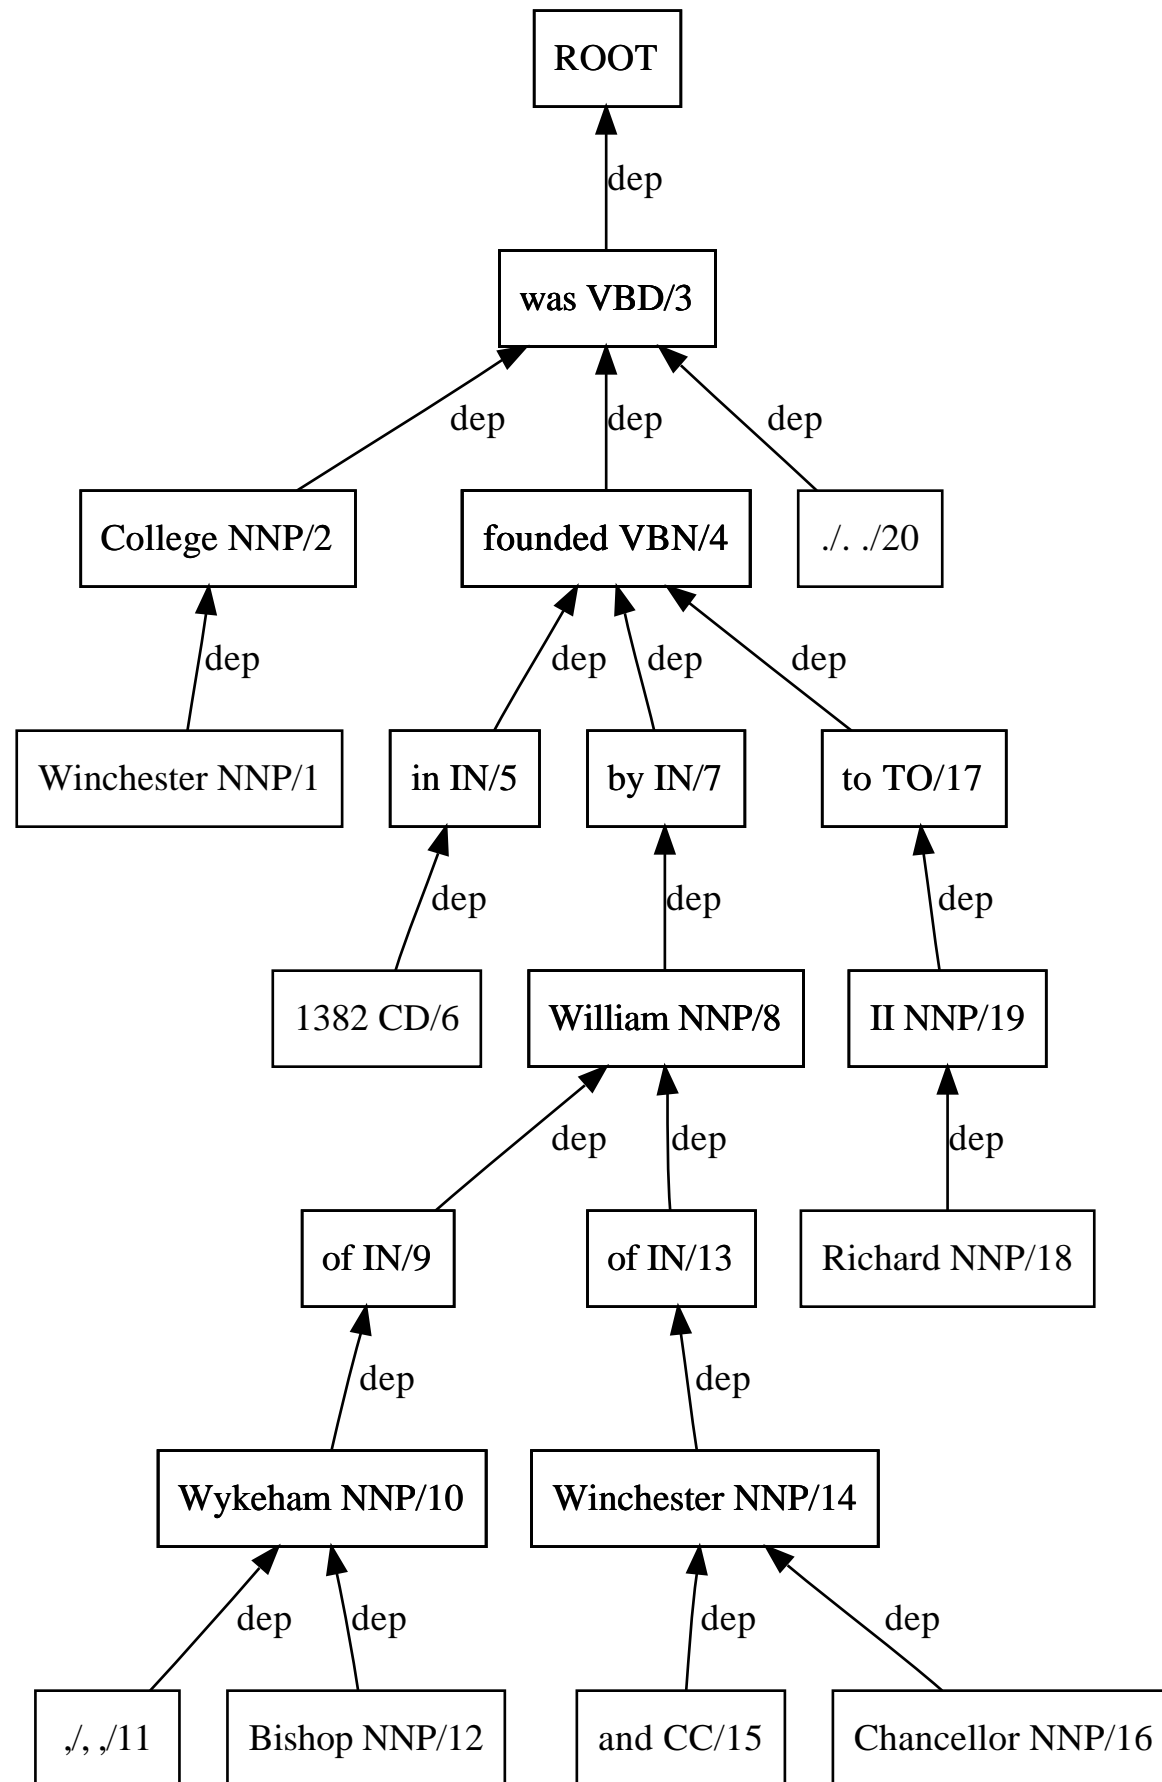 ROOT
dep
was VBD/3
dep dep dep
College NNP/2 founded VBN/4 ./. ./20
dep dep dep dep
Winchester NNP/1 in IN/5 by IN/7 to TO/17
dep dep dep
1382 CD/6 William NNP/8 II NNP/19
dep dep dep
of IN/9 of IN/13 Richard NNP/18
dep dep
Wykeham NNP/10 Winchester NNP/14
dep dep dep dep
,/, ,/11 Bishop NNP/12 and CC/15 Chancellor NNP/16